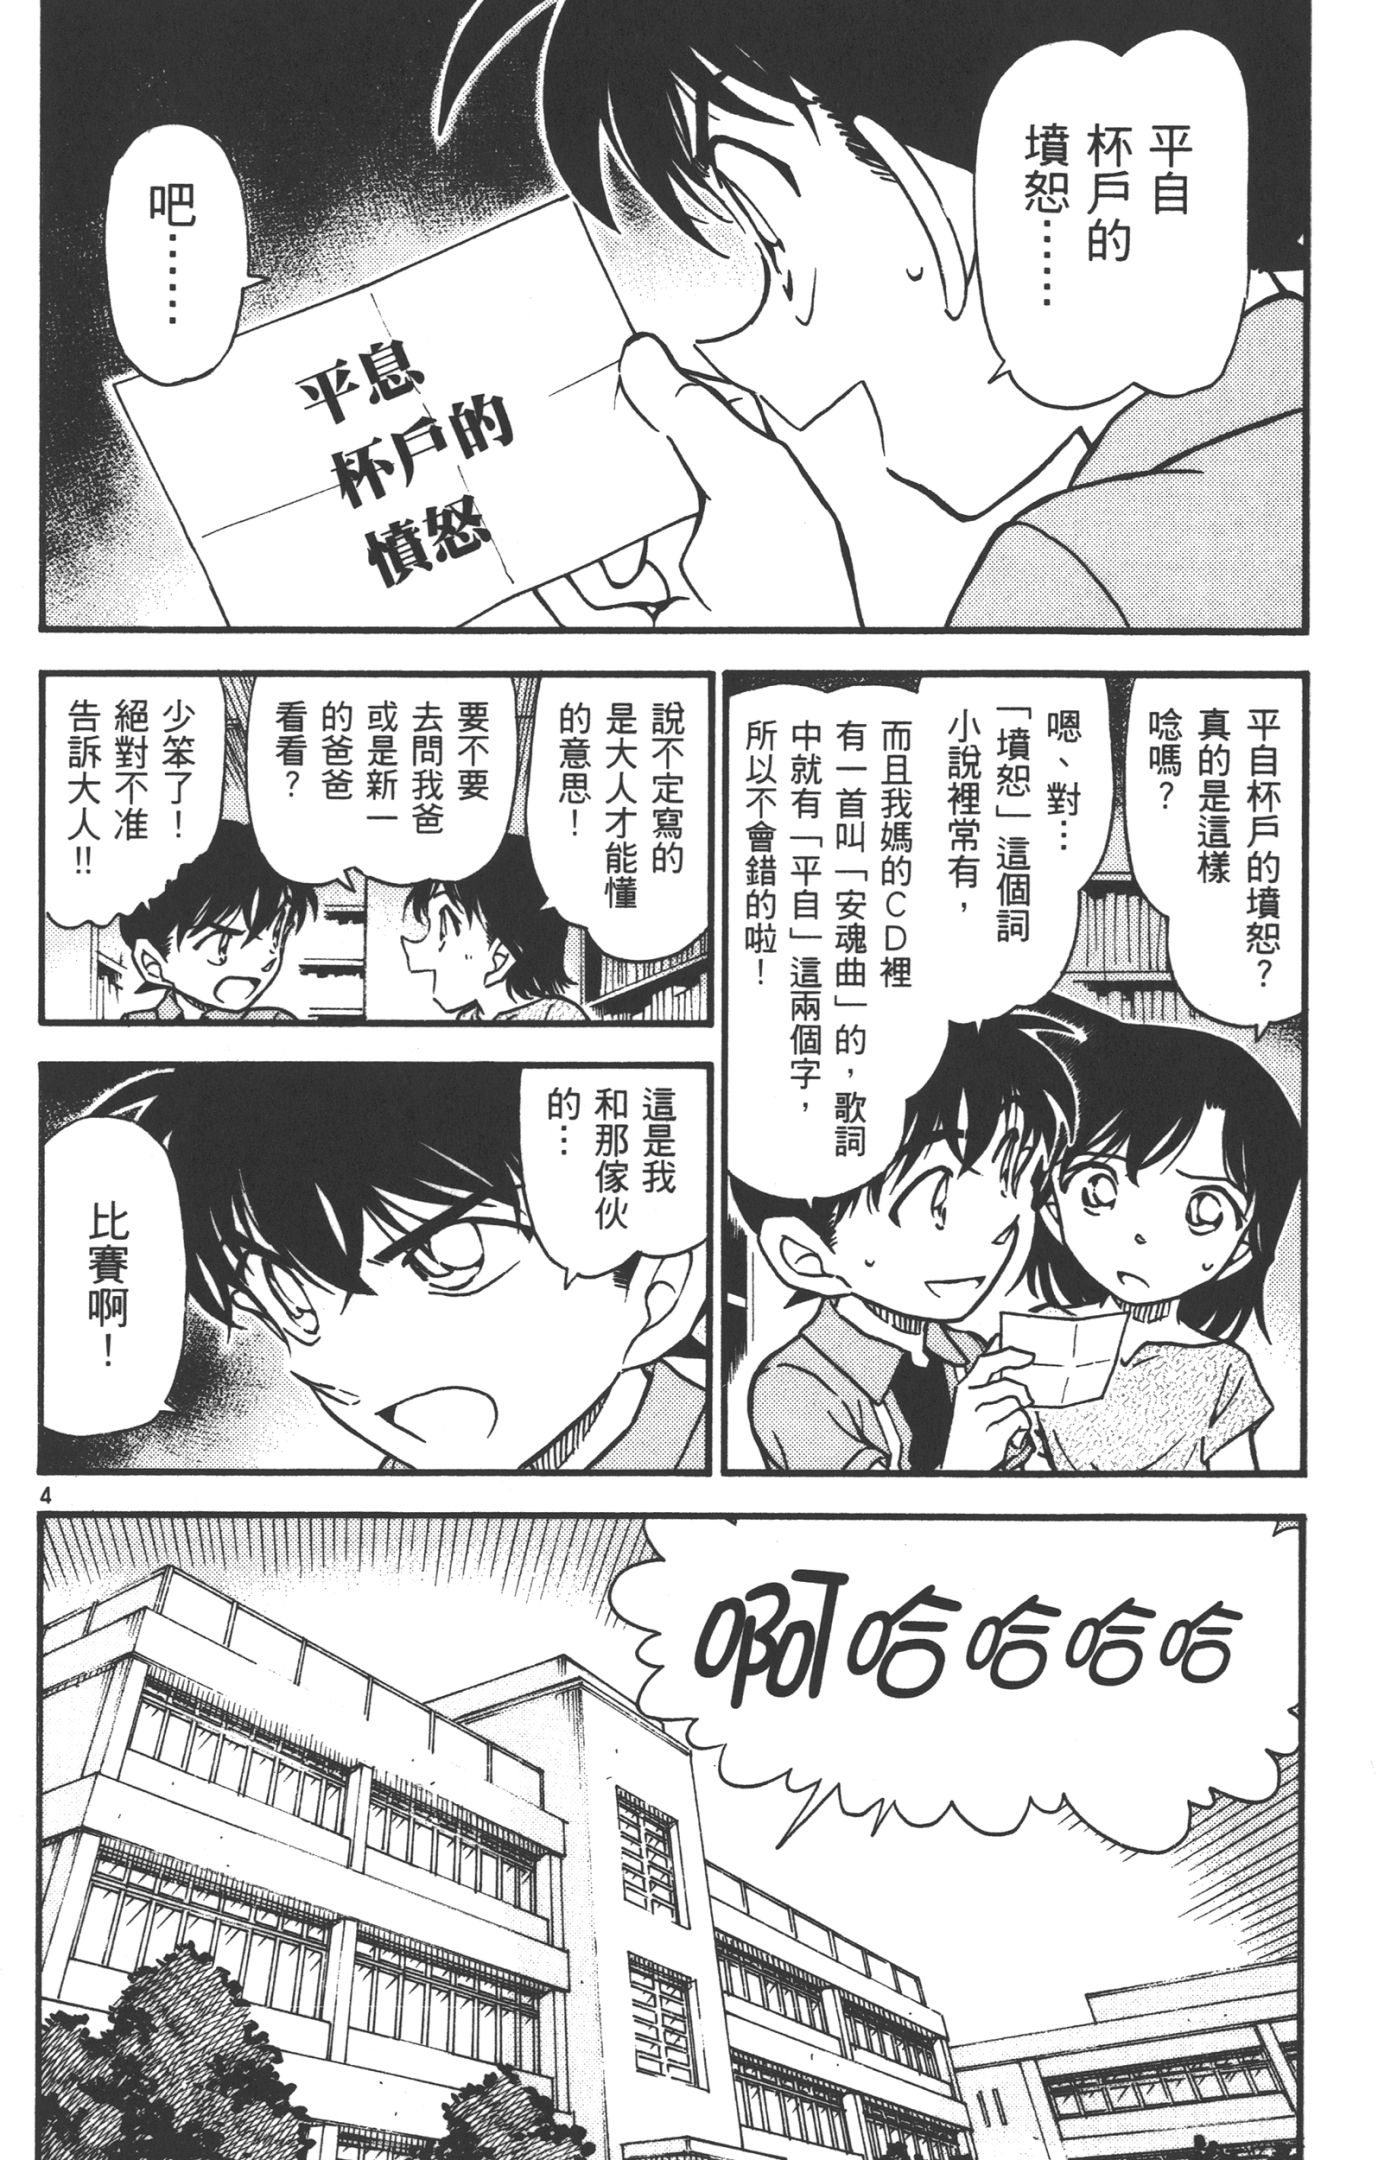 平自
杯戶的
墳恕……
吧……
平息
杯戶的
憤怒
平自杯戶的墳恕？
真的是這樣
唸嗎？
嗯、對…
「墳恕」這個詞
小說裡常有，
而且我媽的CD裡
有一首叫「安魂曲」的，歌詞
中就有「平自」這兩個字，
所以不會錯的啦！
說不定寫的
是大人才能懂
的意思！
要不要
去問我爸
或是新一
的爸爸
看看？
少笨了！
絕對不准
告訴大人!!
這是我
和那傢伙
的…
比賽啊！
4
啊哈哈哈哈